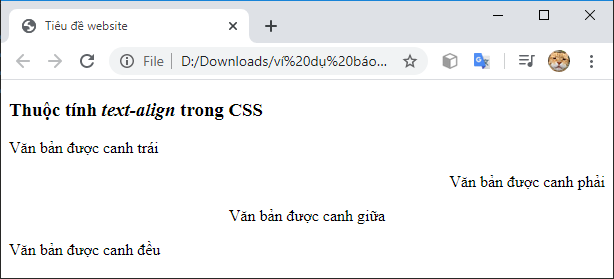 Tiêu đề website
File D:/Downloads/ví%20dụ%20báo...
Thuộc tính text-align trong CSS
Văn bản được canh trái
Văn bản được canh phải
Văn bản được canh giữa
Văn bản được canh đều